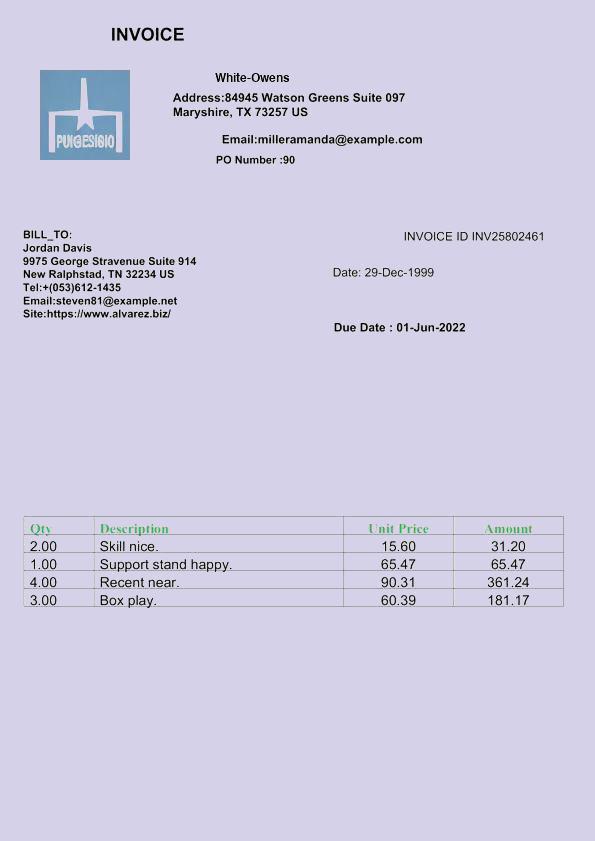 INVOICE
White-Owens
Address:84945 Watson Greens Suite 097
Maryshire, TX 73257 US
PUIGESIBIO
Email:milleramanda@example.com
PO Number :90
BILL_TO:
Jordan Davis
9975 George Stravenue Suite 914
New Ralphstad, TN 32234 US
Tel:+(053)612-1435
Email:steven81@example.net
Site:https://www.alvarez.biz/
INVOICE ID INV25802461
Date: 29-Dec-1999
Due Date : 01-Jun-2022
Qty Description Unit Price Amount
2.00 Skill nice. 15.60 31.20
1.00 Support stand happy. 65.47 65.47
4.00 Recent near. 90.31 361.24
3.00 Box play. 60.39 181.17